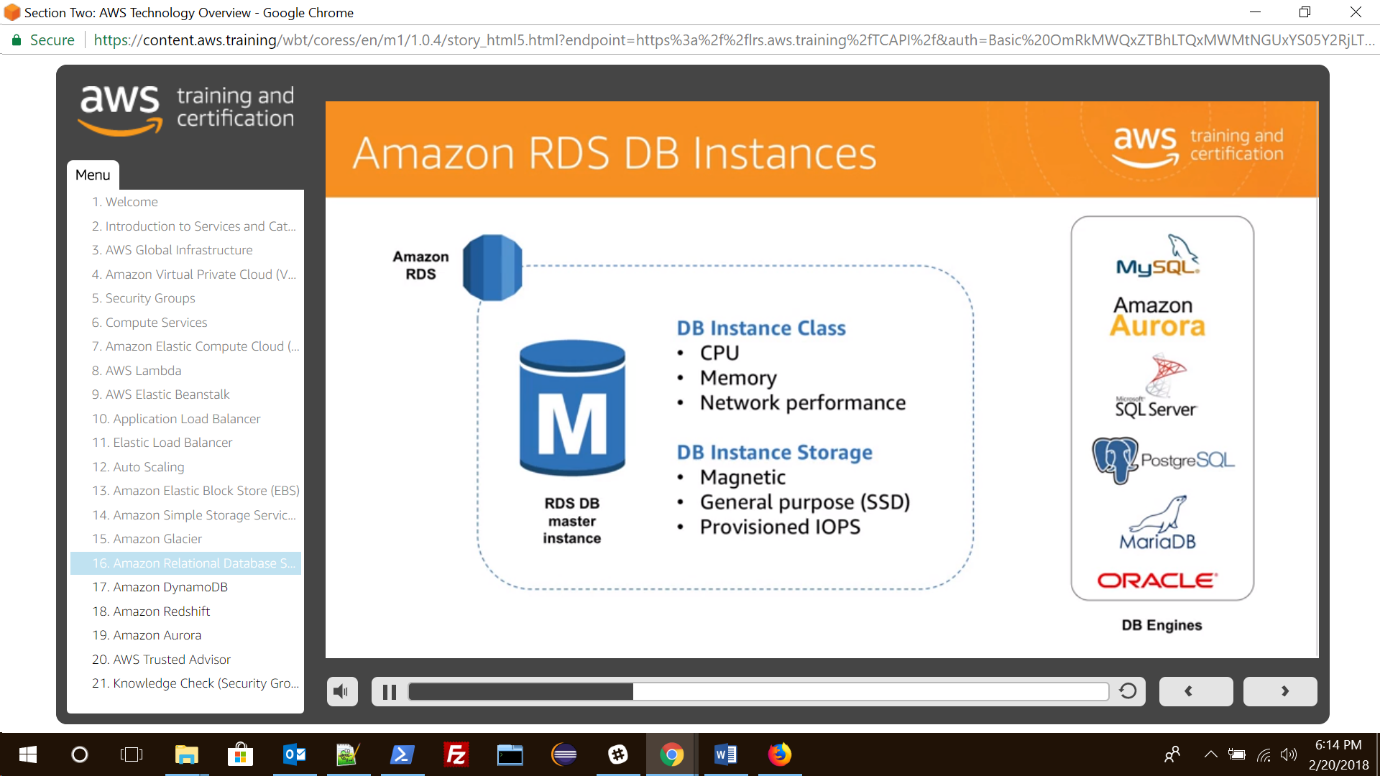 Section Two: AWS Technology Overview - Google Chrome
Secure https://content.aws.training/wbt/coress/en/m1/1.0.4/story_html5.html?endpoint=https%3a%2f%2flrs.aws.training%2fTCAPI%2f&auth=Basic%20OmRkMWQxZTBhLTQxMWMtNGUxYS05Y2RjLT...
aws training and
certification
Menu
1. Welcome
2. Introduction to Services and Cat...
3. AWS Global Infrastructure
4. Amazon Virtual Private Cloud (V...
5. Security Groups
6. Compute Services
7. Amazon Elastic Compute Cloud (...
8. AWS Lambda
9. AWS Elastic Beanstalk
10. Application Load Balancer
11. Elastic Load Balancer
12. Auto Scaling
13. Amazon Elastic Block Store (EBS)
14. Amazon Simple Storage Servic...
15. Amazon Glacier
16. Amazon Relational Database S...
17. Amazon DynamoDB
18. Amazon Redshift
19. Amazon Aurora
20. AWS Trusted Advisor
21. Knowledge Check (Security Gro...
Amazon RDS DB Instances
aws training and
certification
Amazon
RDS
M
RDS DB
master
instance
DB Instance Class
• CPU
• Memory
• Network performance
DB Instance Storage
• Magnetic
• General purpose (SSD)
• Provisioned IOPS
MySQL®
Amazon
Aurora
Microsoft®
SQL Server
PostgreSQL
MariaDB
ORACLE®
DB Engines
6:14 PM
2/20/2018